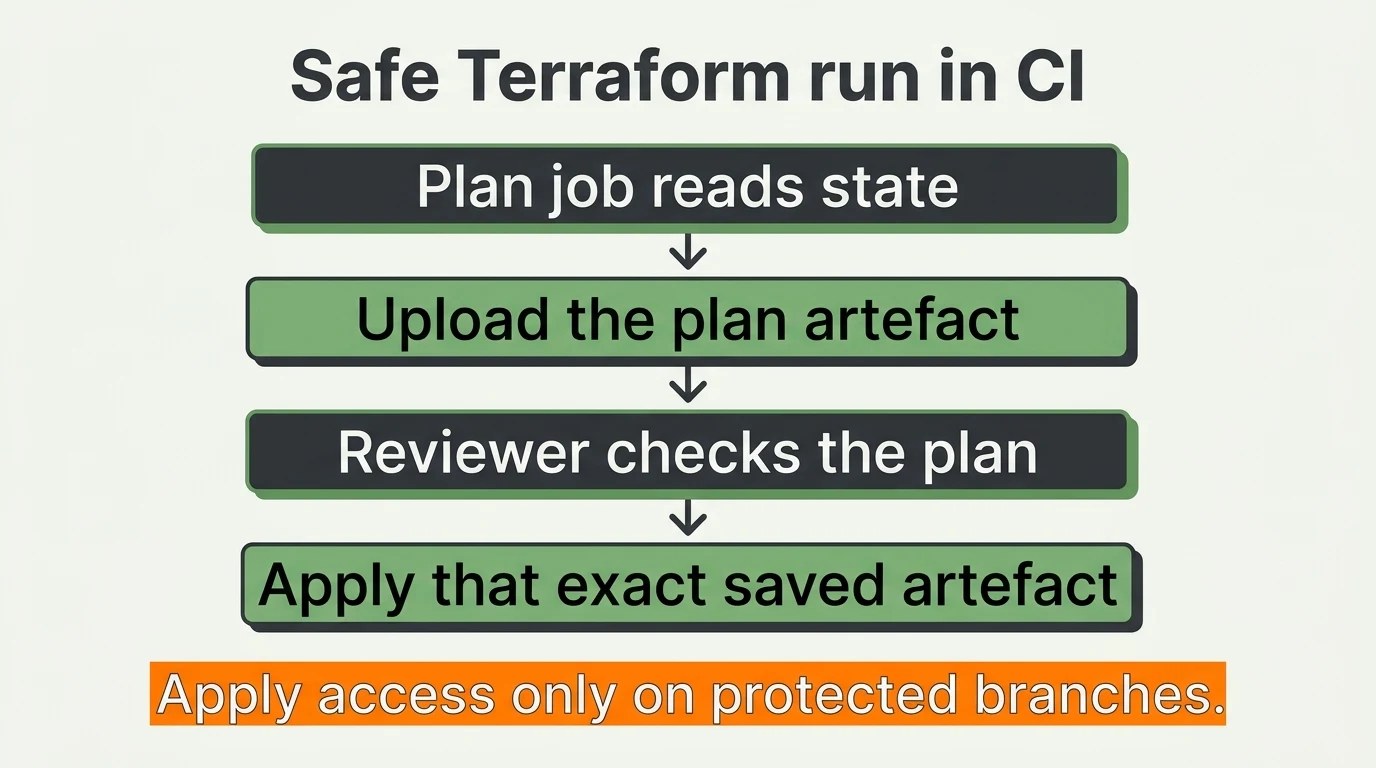 Safe Terraform run in CI
Plan job reads state
Upload the plan artefact
Reviewer checks the plan
Apply that exact saved artefact
Apply access only on protected branches.